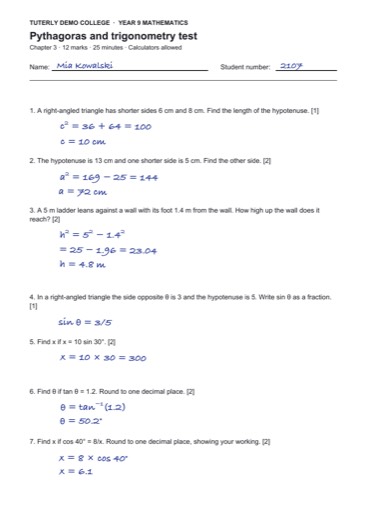 TUTERLY DEMO COLLEGE · YEAR 9 MATHEMATICS
Pythagoras and trigonometry test
Chapter 3 · 12 marks · 25 minutes · Calculators allowed
Name: Mia Kowalski Student number: 2107
1. A right-angled triangle has shorter sides 6 cm and 8 cm. Find the length of the hypotenuse. [1]
c² = 36 + 64 = 100
c = 10 cm
2. The hypotenuse is 13 cm and one shorter side is 5 cm. Find the other side. [2]
a² = 169 − 25 = 144
a = 72 cm
3. A 5 m ladder leans against a wall with its foot 1.4 m from the wall. How high up the wall does it
reach? [2]
h² = 5² − 1.4²
= 25 − 1.96 = 23.04
h = 4.8 m
4. In a right-angled triangle the side opposite θ is 3 and the hypotenuse is 5. Write sin θ as a fraction.
[1]
sin θ = 3/5
5. Find x if x = 10 sin 30°. [2]
x = 10 × 30 = 300
6. Find θ if tan θ = 1.2. Round to one decimal place. [2]
θ = tan⁻¹(1.2)
θ = 50.2°
7. Find x if cos 40° = 8/x. Round to one decimal place, showing your working. [2]
x = 8 × cos 40°
x = 6.1